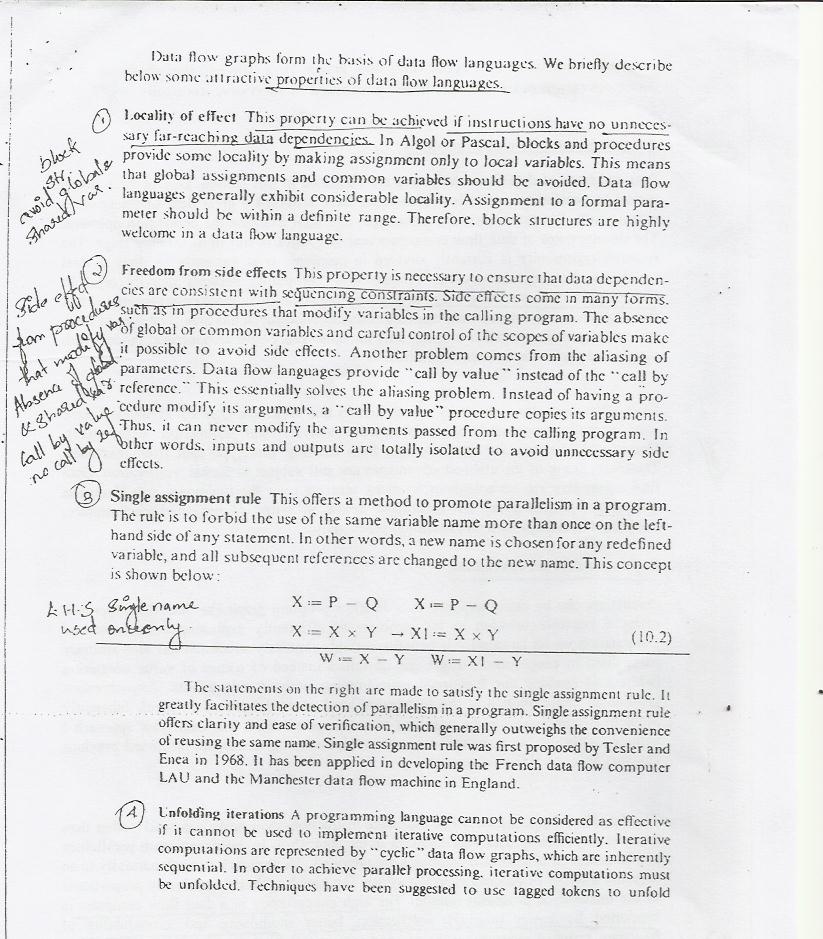 Data flow graphs form the basis of data flow languages. We briefly describe
below some attractive properties of data flow languages.
1
Locality of effect This property can be achieved if instructions have no unneces-
sary far-reaching data dependencies. In Algol or Pascal, blocks and procedures
provide some locality by making assignment only to local variables. This means
that global assignments and common variables should be avoided. Data flow
languages generally exhibit considerable locality. Assignment to a formal para-
meter should be within a definite range. Therefore, block structures are highly
welcome in a data flow language.
block
str.
avoid globals
shared var.
2
Freedom from side effects This property is necessary to ensure that data dependen-
cies are consistent with sequencing constraints. Side effects come in many forms,
such as in procedures that modify variables in the calling program. The absence
of global or common variables and careful control of the scopes of variables make
it possible to avoid side effects. Another problem comes from the aliasing of
parameters. Data flow languages provide "call by value" instead of the "call by
reference." This essentially solves the aliasing problem. Instead of having a pro-
cedure modify its arguments, a "call by value" procedure copies its arguments.
Thus, it can never modify the arguments passed from the calling program. In
other words, inputs and outputs are totally isolated to avoid unnecessary side
effects.
Side effect
from procedures
that modify var.
Absence of global
& shared var
Call by value
no call by ref
3
Single assignment rule This offers a method to promote parallelism in a program.
The rule is to forbid the use of the same variable name more than once on the left-
hand side of any statement. In other words, a new name is chosen for any redefined
variable, and all subsequent references are changed to the new name. This concept
is shown below:
L.H.S Single name
used once only.
X := P − Q X := P − Q
X := X × Y → X1 := X × Y (10.2)
W := X − Y W := X1 − Y
The statements on the right are made to satisfy the single assignment rule. It
greatly facilitates the detection of parallelism in a program. Single assignment rule
offers clarity and ease of verification, which generally outweighs the convenience
of reusing the same name. Single assignment rule was first proposed by Tesler and
Enea in 1968. It has been applied in developing the French data flow computer
LAU and the Manchester data flow machine in England.
4
Unfolding iterations A programming language cannot be considered as effective
if it cannot be used to implement iterative computations efficiently. Iterative
computations are represented by "cyclic" data flow graphs, which are inherently
sequential. In order to achieve parallel processing, iterative computations must
be unfolded. Techniques have been suggested to use tagged tokens to unfold